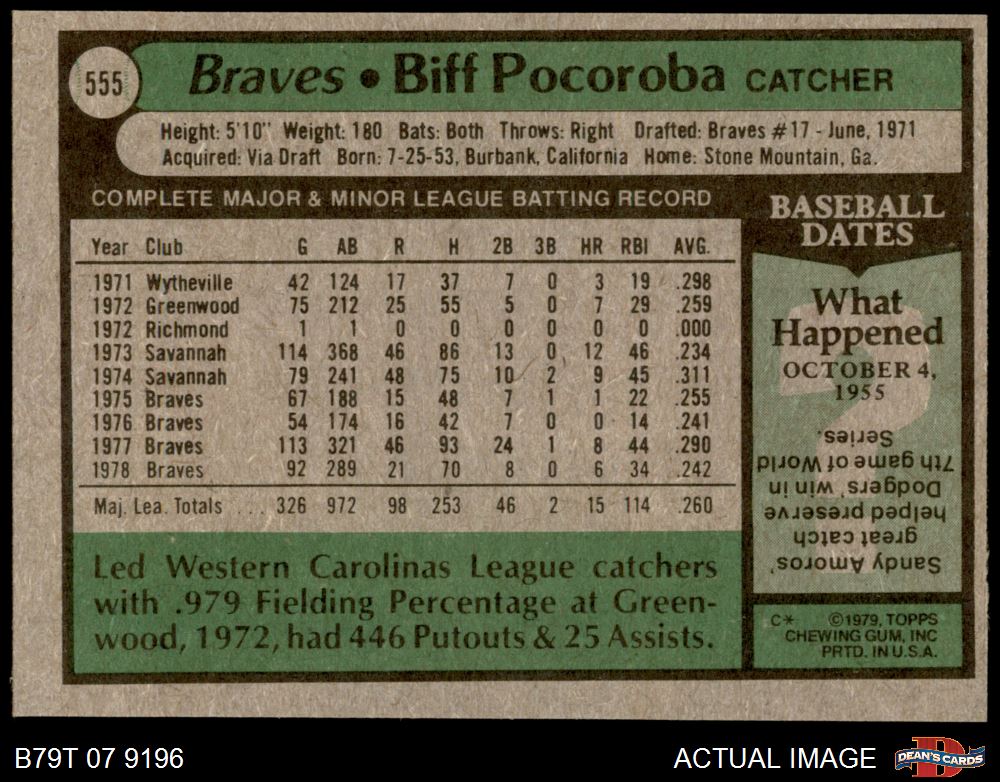 555
Braves • Biff Pocoroba CATCHER
Height: 5'10" Weight: 180 Bats: Both Throws: Right Drafted: Braves #17 - June, 1971
Acquired: Via Draft Born: 7-25-53, Burbank, California Home: Stone Mountain, Ga.
COMPLETE MAJOR & MINOR LEAGUE BATTING RECORD
Year Club G AB R H 2B 3B HR RBI AVG.
1971 Wytheville 42 124 17 37 7 0 3 19 .298
1972 Greenwood 75 212 25 55 5 0 7 29 .259
1972 Richmond 1 1 0 0 0 0 0 0 .000
1973 Savannah 114 368 46 86 13 0 12 46 .234
1974 Savannah 79 241 48 75 10 2 9 45 .311
1975 Braves 67 188 15 48 7 1 1 22 .255
1976 Braves 54 174 16 42 7 0 0 14 .241
1977 Braves 113 321 46 93 24 1 8 44 .290
1978 Braves 92 289 21 70 8 0 6 34 .242
Maj. Lea. Totals ... 326 972 98 253 46 2 15 114 .260
Led Western Carolinas League catchers
with .979 Fielding Percentage at Green-
wood, 1972, had 446 Putouts & 25 Assists.
BASEBALL
DATES
What
Happened
OCTOBER 4,
1955
Sandy Amoros'
great catch
helped preserve
Dodgers' win in
7th game of World
Series.
C* ©1979, TOPPS
CHEWING GUM, INC
PRTD. IN U.S.A.
B79T 07 9196
ACTUAL IMAGE
D
DEAN'S CARDS